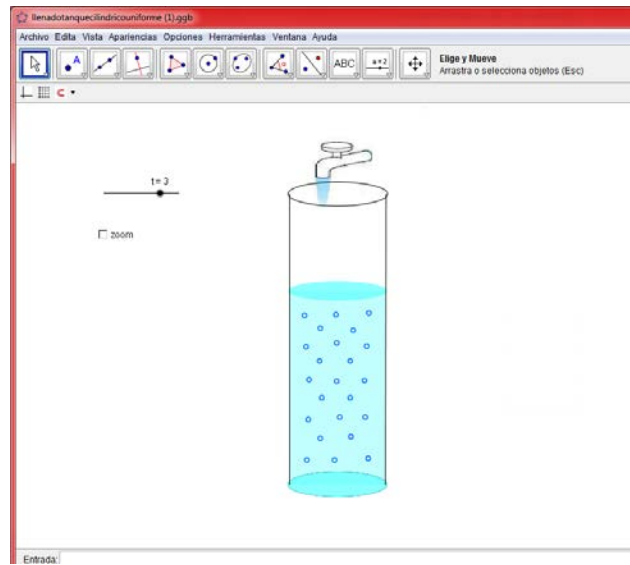 llenadotanquecilindricouniforme (1).ggb
Archivo Edita Vista Apariencias Opciones Herramientas Ventana Ayuda
A
ABC
a=2
Elige y Mueve
Arrastra o selecciona objetos (Esc)
t = 3
zoom
Entrada: